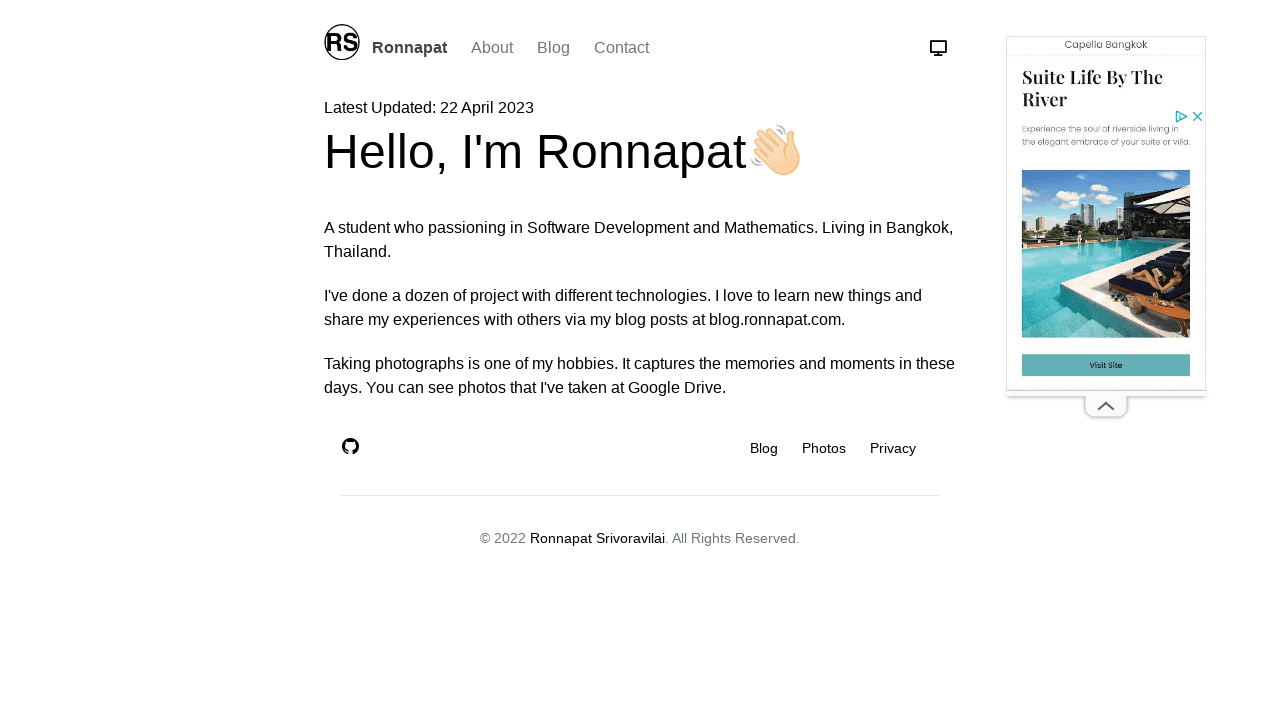 RS
Ronnapat About Blog Contact
Latest Updated: 22 April 2023
Hello, I'm Ronnapat
A student who passioning in Software Development and Mathematics. Living in Bangkok,
Thailand.
I've done a dozen of project with different technologies. I love to learn new things and
share my experiences with others via my blog posts at blog.ronnapat.com.
Taking photographs is one of my hobbies. It captures the memories and moments in these
days. You can see photos that I've taken at Google Drive.
Blog Photos Privacy
© 2022 Ronnapat Srivoravilai. All Rights Reserved.
Capella Bangkok
Suite Life By The
River
Experience the soul of riverside living in
the elegant embrace of your suite or villa.
Visit Site